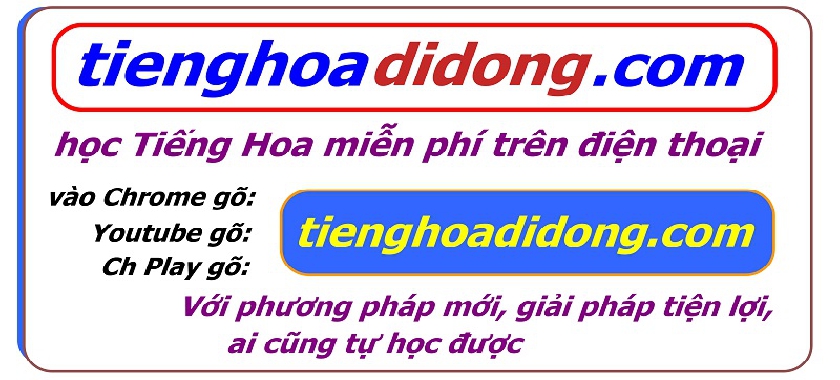 tienghoadidong.com
học Tiếng Hoa miễn phí trên điện thoại
vào Chrome gõ:
Youtube gõ: tienghoadidong.com
Ch Play gõ:
Với phương pháp mới, giải pháp tiện lợi,
ai cũng tự học được